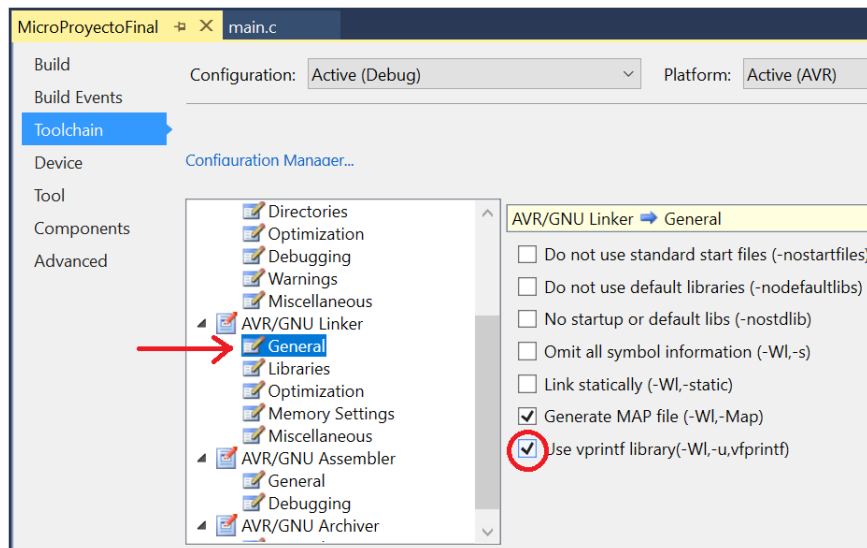 MicroProyectoFinal main.c
Build
Build Events
Toolchain
Device
Tool
Components
Advanced
Configuration: Active (Debug) Platform: Active (AVR)
Configuration Manager...
Directories
Optimization
Debugging
Warnings
Miscellaneous
AVR/GNU Linker
General
Libraries
Optimization
Memory Settings
Miscellaneous
AVR/GNU Assembler
General
Debugging
AVR/GNU Archiver
AVR/GNU Linker General
Do not use standard start files (-nostartfiles)
Do not use default libraries (-nodefaultlibs)
No startup or default libs (-nostdlib)
Omit all symbol information (-Wl,-s)
Link statically (-Wl,-static)
Generate MAP file (-Wl,-Map)
Use vprintf library(-Wl,-u,vfprintf)